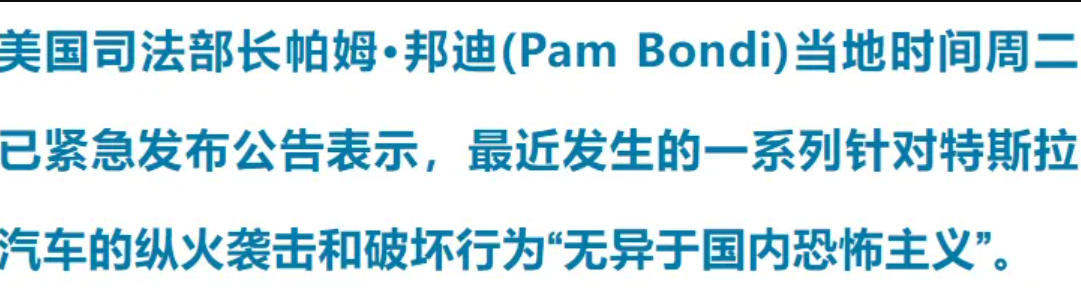 美国司法部长帕姆•邦迪(Pam Bondi)当地时间周二
已紧急发布公告表示，最近发生的一系列针对特斯拉
汽车的纵火袭击和破坏行为“无异于国内恐怖主义”。